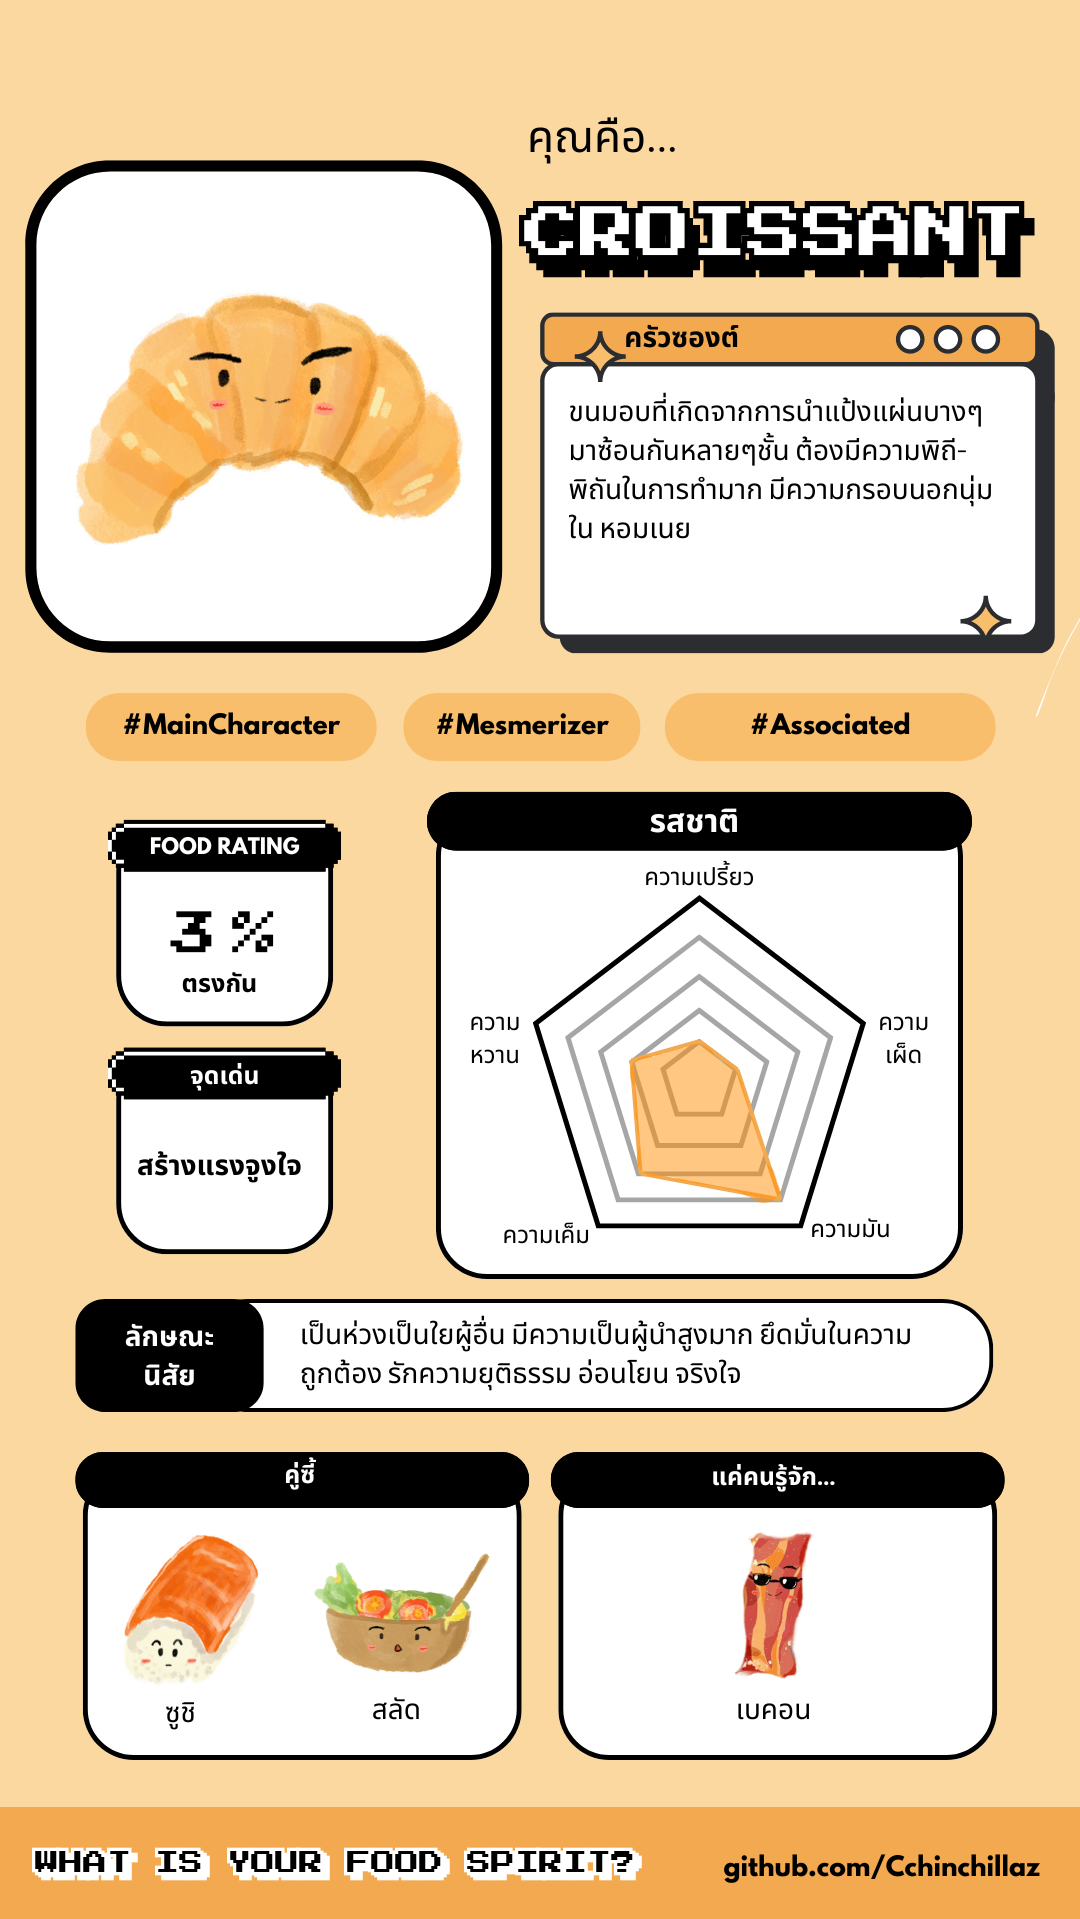 คุณคือ...
CROISSANT
ครัวซองต์
ขนมอบที่เกิดจากการนำแป้งแผ่นบางๆ
มาซ้อนกันหลายๆชั้น ต้องมีความพิถี-
พิถันในการทำมาก มีความกรอบนอกนุ่ม
ใน หอมเนย
#MainCharacter
#Mesmerizer
#Associated
FOOD RATING
3 %
ตรงกัน
จุดเด่น
สร้างแรงจูงใจ
รสชาติ
ความเปรี้ยว
ความ
หวาน
ความ
เผ็ด
ความเค็ม
ความมัน
ลักษณะ
นิสัย
เป็นห่วงเป็นใยผู้อื่น มีความเป็นผู้นำสูงมาก ยึดมั่นในความ
ถูกต้อง รักความยุติธรรม อ่อนโยน จริงใจ
คู่ซี้
ซูชิ
สลัด
แค่คนรู้จัก...
เบคอน
WHAT IS YOUR FOOD SPIRIT?
github.com/Cchinchillaz